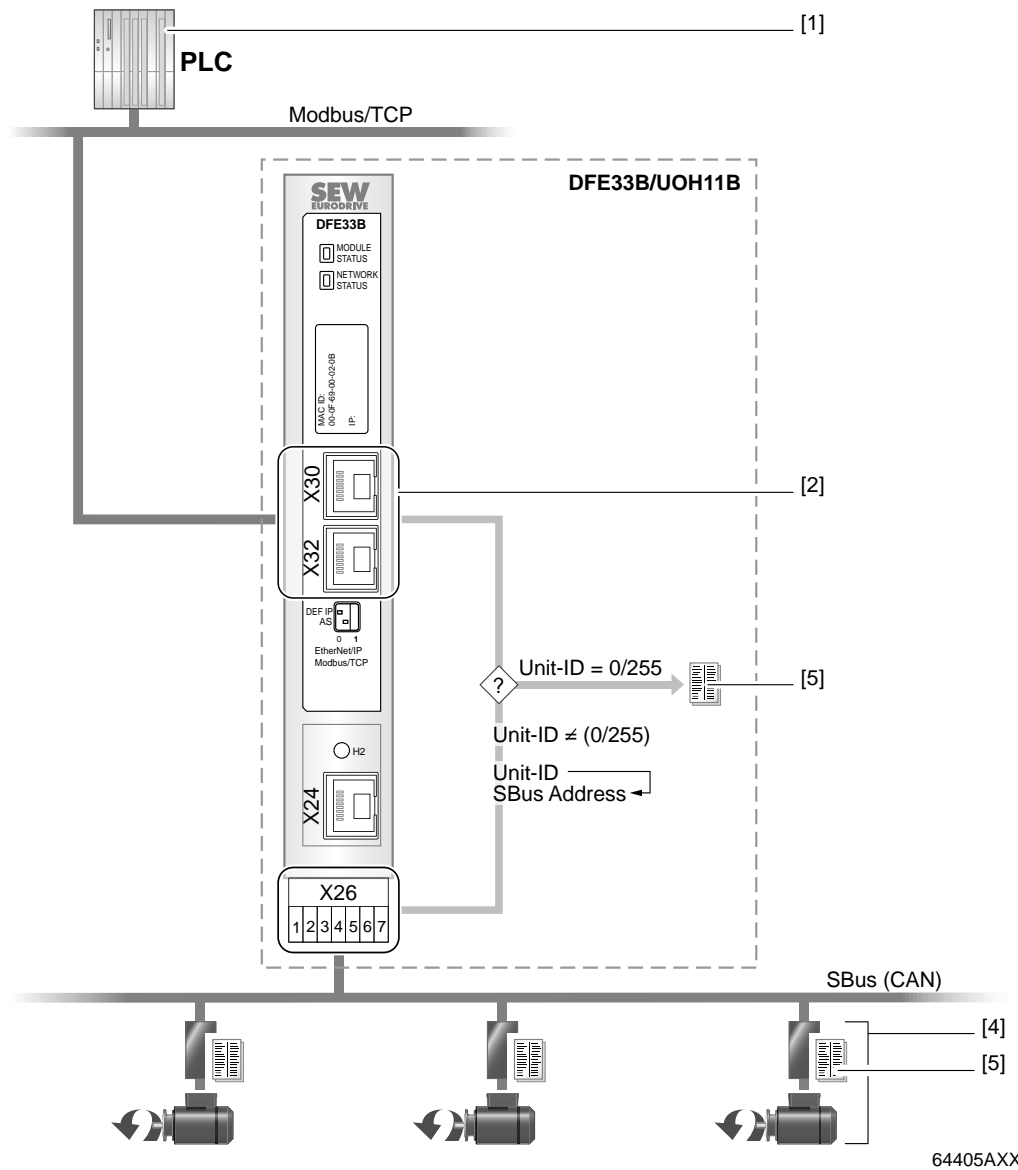 [1]
PLC
Modbus/TCP
DFE33B/UOH11B
SEW
EURODRIVE
DFE33B
MODULE
STATUS
NETWORK
STATUS
MAC ID:
00-0F-69-00-02-0B
IP:
X30
[2]
X32
DEF IP
AS
0 1
EtherNet/IP
Modbus/TCP
Unit-ID = 0/255
[5]
?
Unit-ID ≠ (0/255)
H2
Unit-ID
SBus Address
X24
X26
1 2 3 4 5 6 7
SBus (CAN)
[4]
[5]
64405AXX